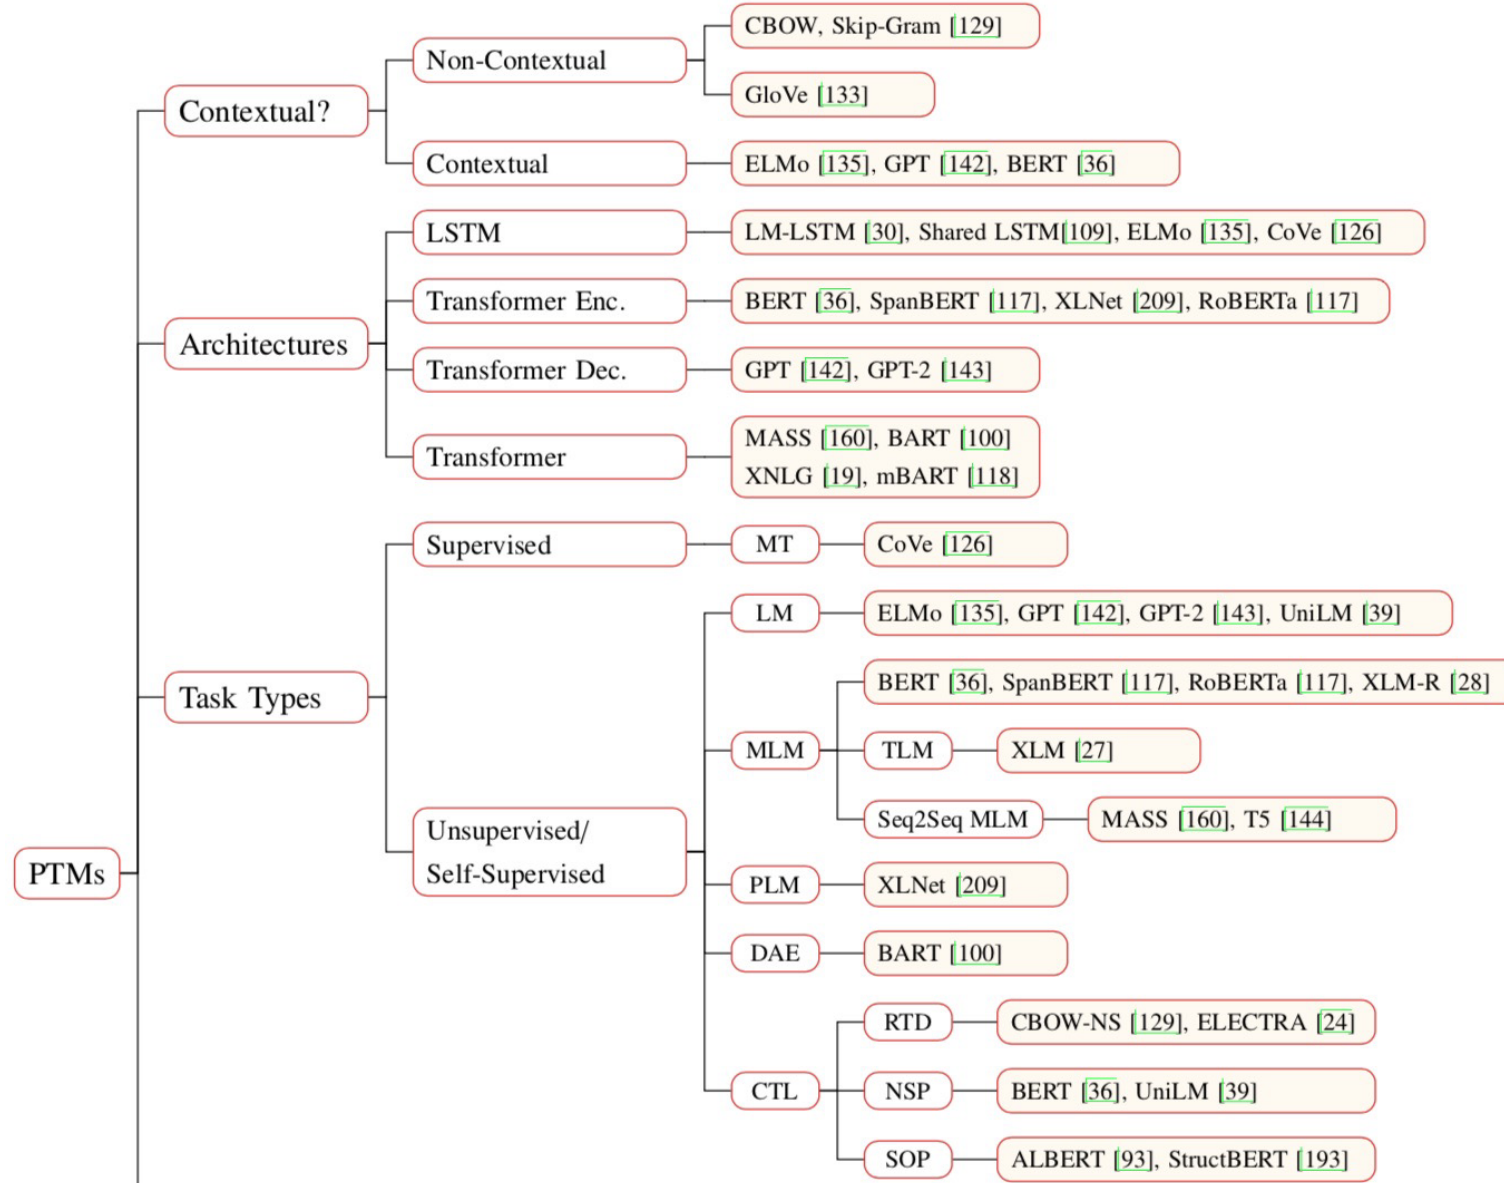 CBOW, Skip-Gram [129]
Non-Contextual
GloVe [133]
Contextual?
Contextual
ELMo [135], GPT [142], BERT [36]
LSTM
LM-LSTM [30], Shared LSTM[109], ELMo [135], CoVe [126]
Transformer Enc.
BERT [36], SpanBERT [117], XLNet [209], RoBERTa [117]
Architectures
Transformer Dec.
GPT [142], GPT-2 [143]
Transformer
MASS [160], BART [100]
XNLG [19], mBART [118]
Supervised
MT
CoVe [126]
LM
ELMo [135], GPT [142], GPT-2 [143], UniLM [39]
Task Types
BERT [36], SpanBERT [117], RoBERTa [117], XLM-R [28]
MLM
TLM
XLM [27]
Seq2Seq MLM
MASS [160], T5 [144]
Unsupervised/
Self-Supervised
PTMs
PLM
XLNet [209]
DAE
BART [100]
RTD
CBOW-NS [129], ELECTRA [24]
CTL
NSP
BERT [36], UniLM [39]
SOP
ALBERT [93], StructBERT [193]